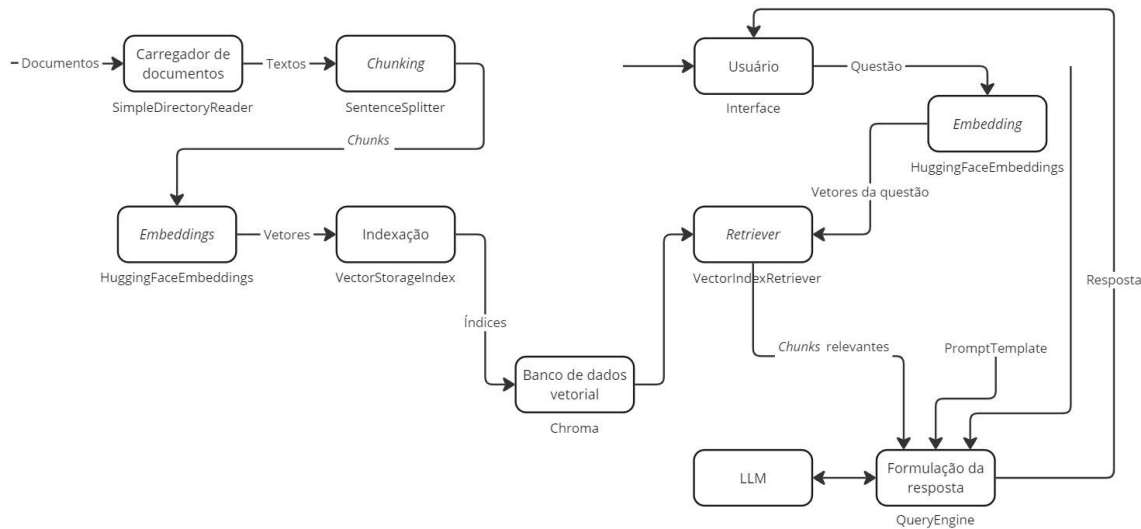 Documentos
Carregador de
documentos
SimpleDirectoryReader
Textos
Chunking
SentenceSplitter
Chunks
Embeddings
HuggingFaceEmbeddings
Vetores
Indexação
VectorStorageIndex
Índices
Banco de dados
vetorial
Chroma
Usuário
Interface
Questão
Embedding
HuggingFaceEmbeddings
Vetores da questão
Retriever
VectorIndexRetriever
Chunks relevantes
PromptTemplate
LLM
Formulação da
resposta
QueryEngine
Resposta